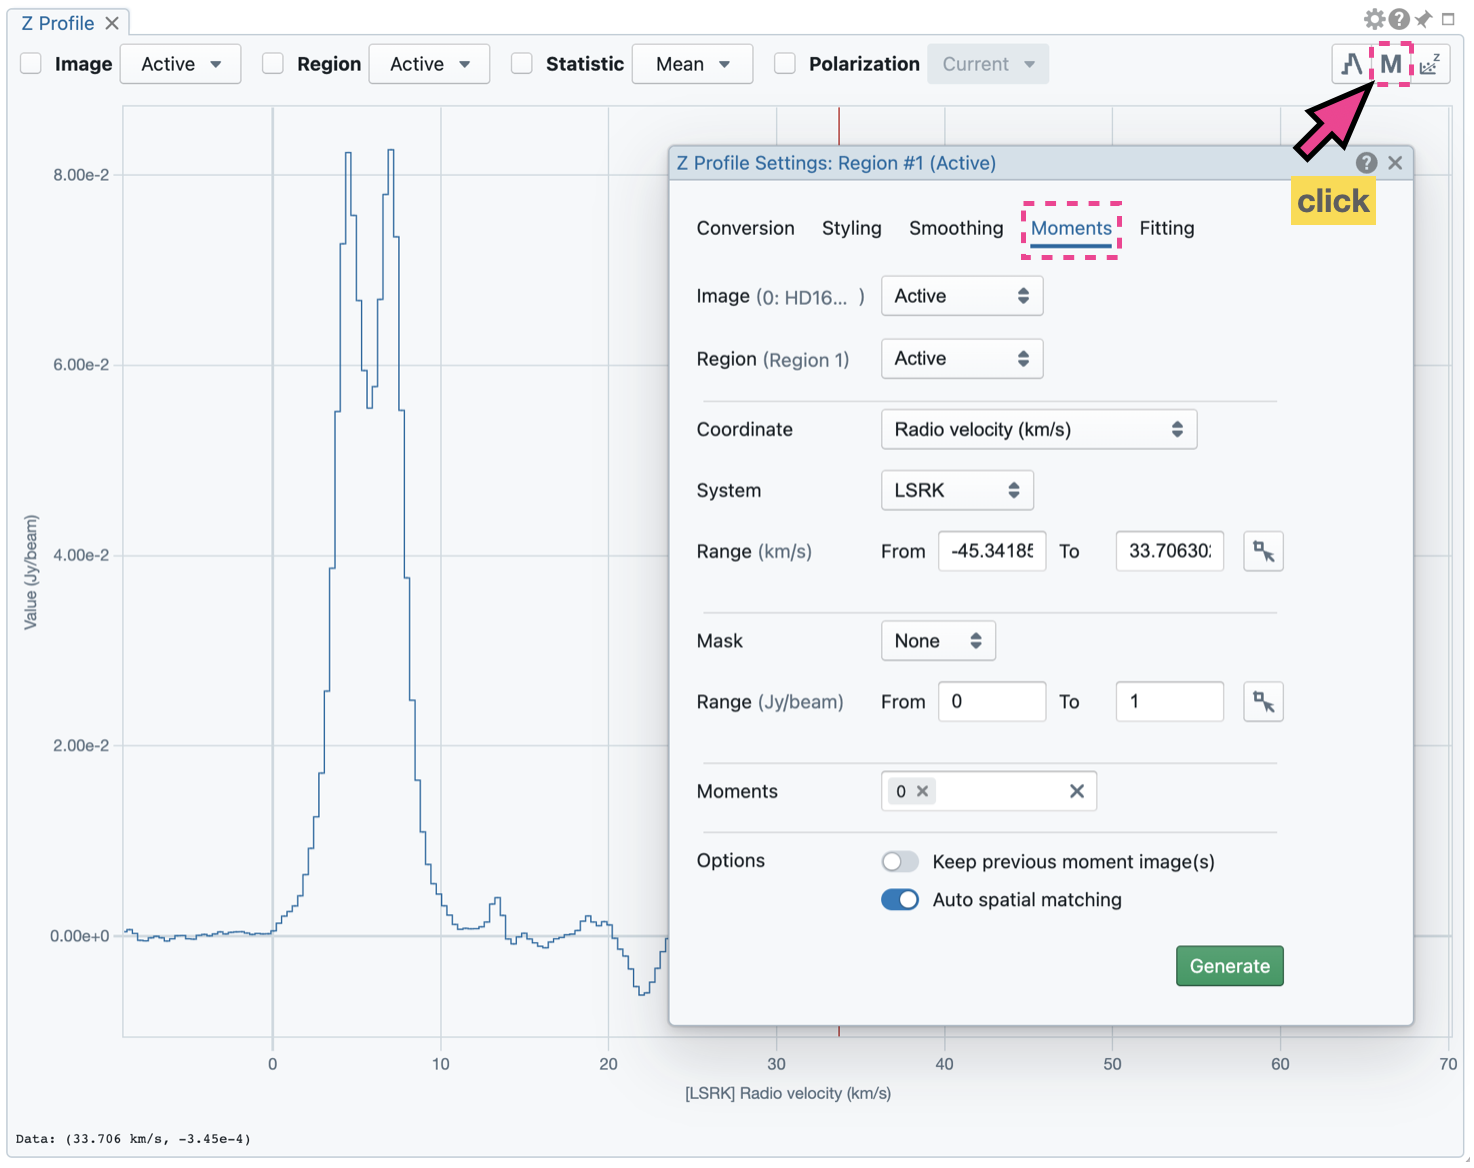 Z Profile
Image Active Region Active Statistic Mean Polarization Current M Z
click
Z Profile Settings: Region #1 (Active)
Conversion Styling Smoothing Moments Fitting
Image (0: HD16... ) Active
Region (Region 1) Active
Coordinate Radio velocity (km/s)
System LSRK
Range (km/s) From -45.34185 To 33.706302
Mask None
Range (Jy/beam) From 0 To 1
Moments 0
Options Keep previous moment image(s)
Auto spatial matching
Generate
8.00e-2
6.00e-2
4.00e-2
2.00e-2
0.00e+0
Value (Jy/beam)
0 10 20 30 40 50 60 70
[LSRK] Radio velocity (km/s)
Data: (33.706 km/s, -3.45e-4)